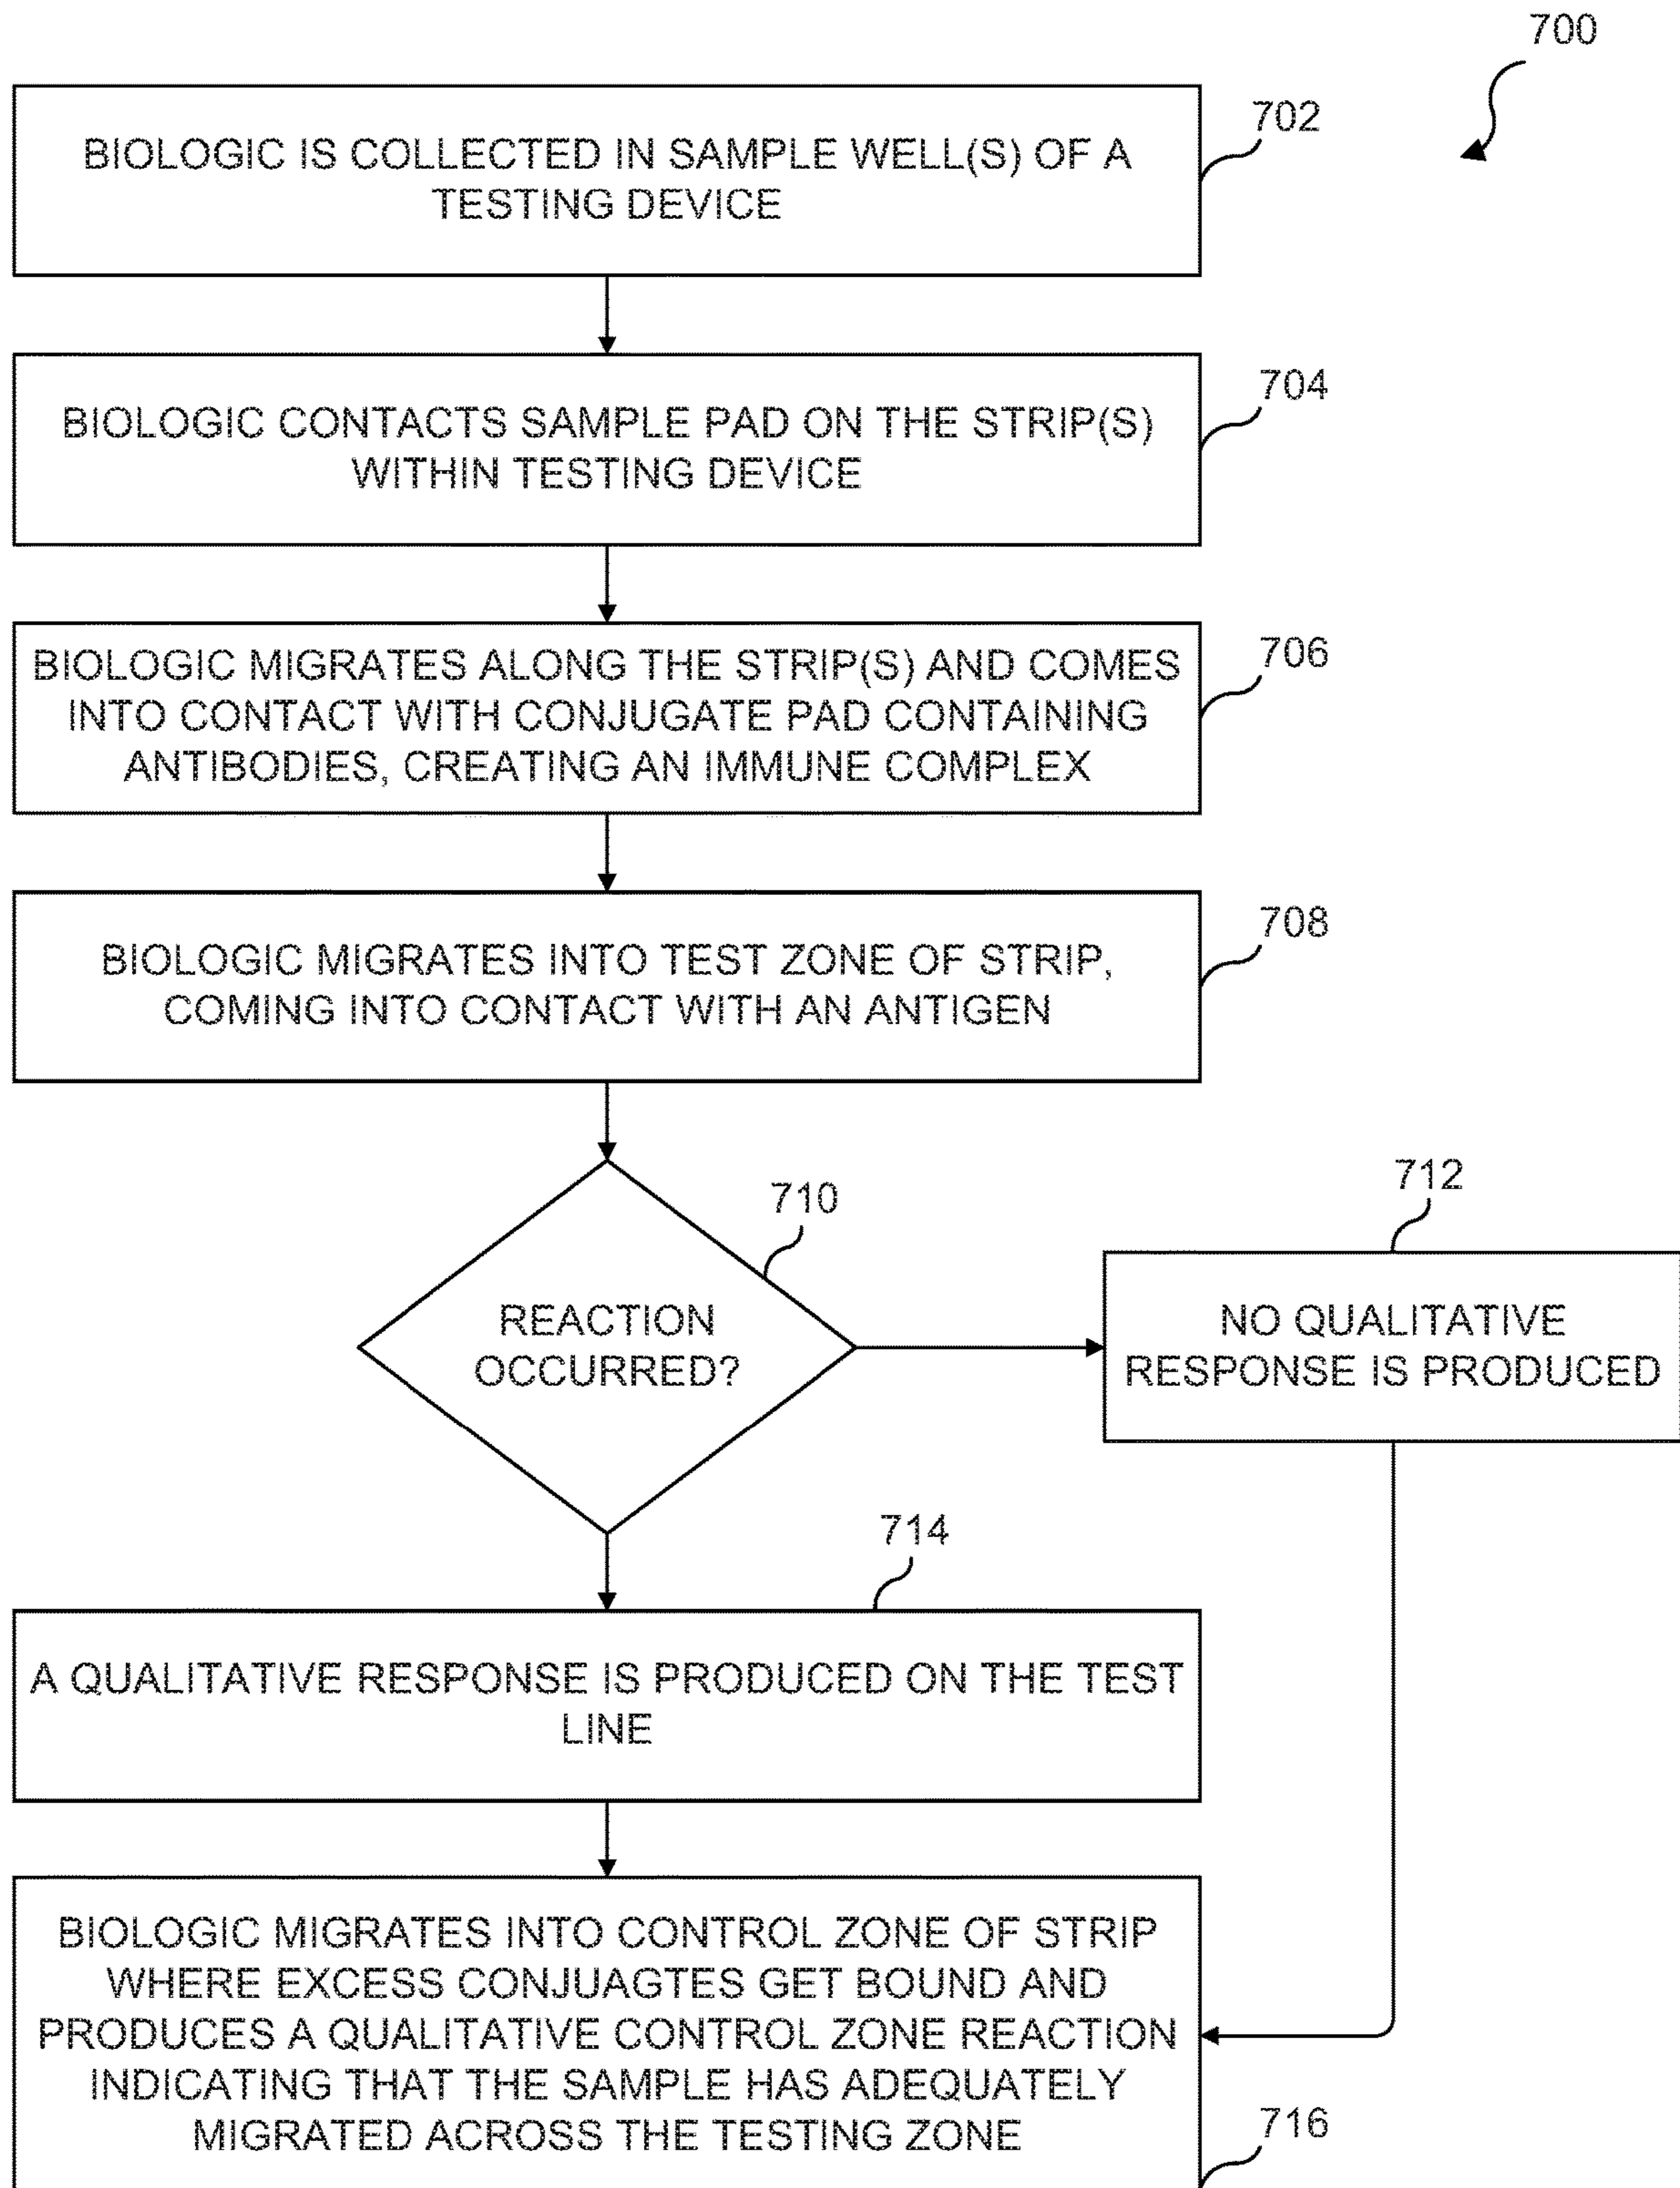 700
BIOLOGIC IS COLLECTED IN SAMPLE WELL(S) OF A
TESTING DEVICE
702
BIOLOGIC CONTACTS SAMPLE PAD ON THE STRIP(S)
WITHIN TESTING DEVICE
704
BIOLOGIC MIGRATES ALONG THE STRIP(S) AND COMES
INTO CONTACT WITH CONJUGATE PAD CONTAINING
ANTIBODIES, CREATING AN IMMUNE COMPLEX
706
BIOLOGIC MIGRATES INTO TEST ZONE OF STRIP,
COMING INTO CONTACT WITH AN ANTIGEN
708
REACTION
OCCURRED?
710
NO QUALITATIVE
RESPONSE IS PRODUCED
712
A QUALITATIVE RESPONSE IS PRODUCED ON THE TEST
LINE
714
BIOLOGIC MIGRATES INTO CONTROL ZONE OF STRIP
WHERE EXCESS CONJUAGTES GET BOUND AND
PRODUCES A QUALITATIVE CONTROL ZONE REACTION
INDICATING THAT THE SAMPLE HAS ADEQUATELY
MIGRATED ACROSS THE TESTING ZONE
716